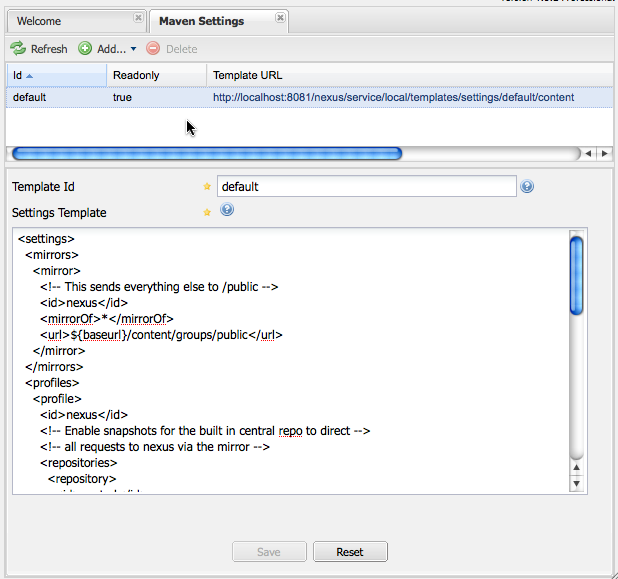 Welcome
Maven Settings
Refresh Add... Delete
Id Readonly Template URL
default true http://localhost:8081/nexus/service/local/templates/settings/default/content
Template Id default
Settings Template
<settings>
<mirrors>
<mirror>
<!-- This sends everything else to /public -->
<id>nexus</id>
<mirrorOf>*</mirrorOf>
<url>${baseurl}/content/groups/public</url>
</mirror>
</mirrors>
<profiles>
<profile>
<id>nexus</id>
<!-- Enable snapshots for the built in central repo to direct -->
<!-- all requests to nexus via the mirror -->
<repositories>
<repository>
Save Reset